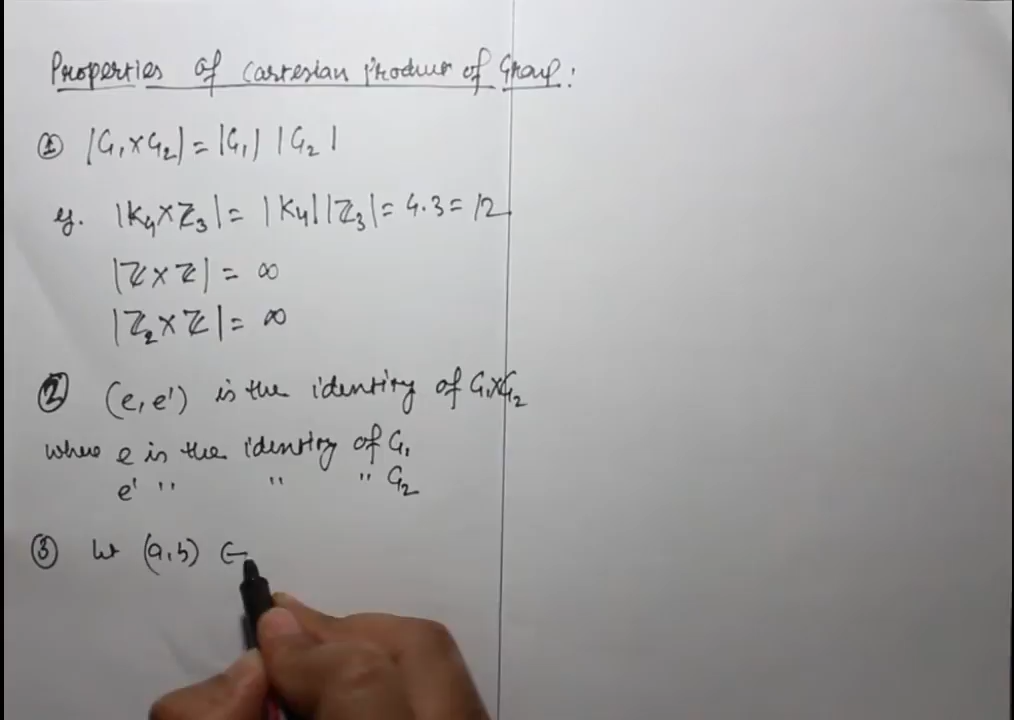 Properties of Cartesian Product of Group:
① |G₁×G₂| = |G₁| |G₂|
eg. |K₄×Z₃| = |K₄||Z₃| = 4·3 = 12
|ℤ×ℤ| = ∞
|ℤ₂×ℤ| = ∞
② (e, e') is the identity of G₁×G₂
where e is the identity of G₁
e' " " " G₂
③ let (a,b) ∈